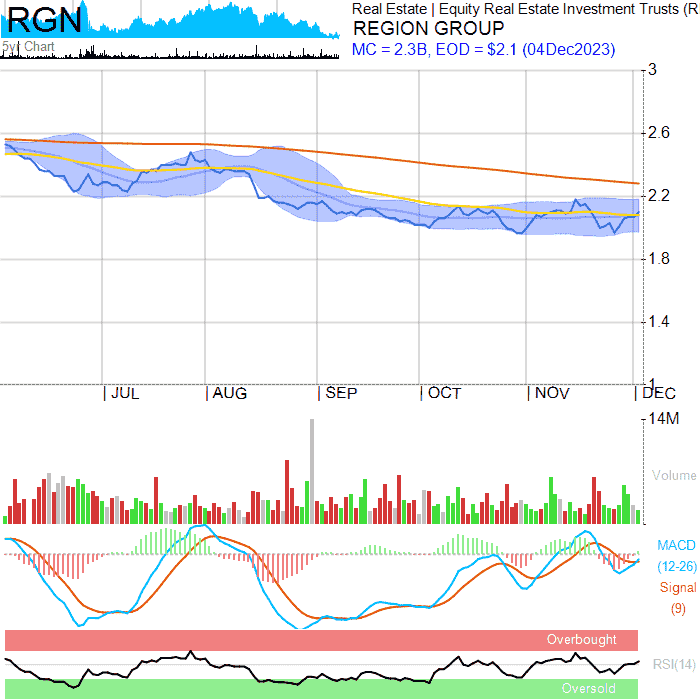 RGN
5yr Chart
Real Estate | Equity Real Estate Investment Trusts (R
REGION GROUP
MC = 2.3B, EOD = $2.1 (04Dec2023)
3
2.6
2.2
1.8
1.4
1
JUL AUG SEP OCT NOV DEC
14M
Volume
MACD
(12-26)
Signal
(9)
Overbought
RSI(14)
Oversold